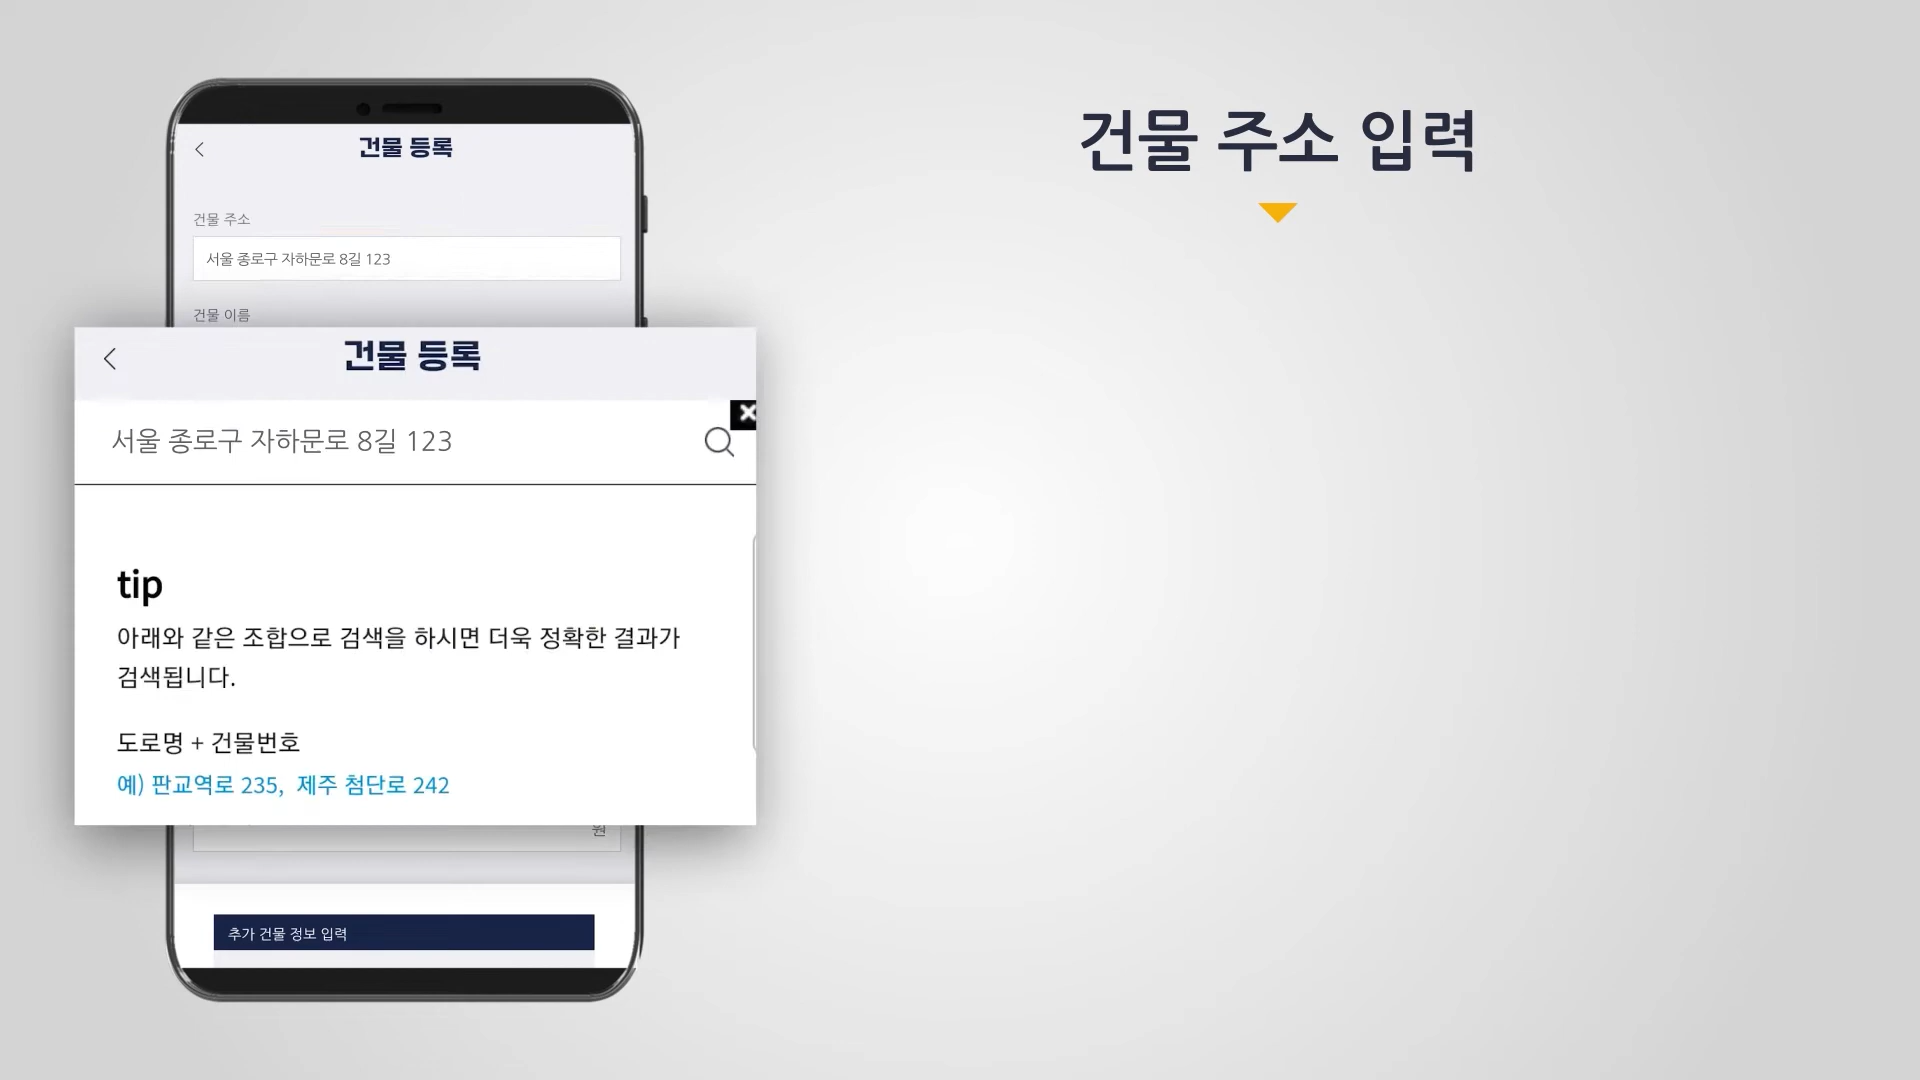 건물 등록
건물 주소
서울 종로구 자하문로 8길 123
건물 이름
건물 등록
서울 종로구 자하문로 8길 123
tip
아래와 같은 조합으로 검색을 하시면 더욱 정확한 결과가
검색됩니다.
도로명 + 건물번호
예) 판교역로 235, 제주 첨단로 242
원
추가 건물 정보 입력
건물 주소 입력